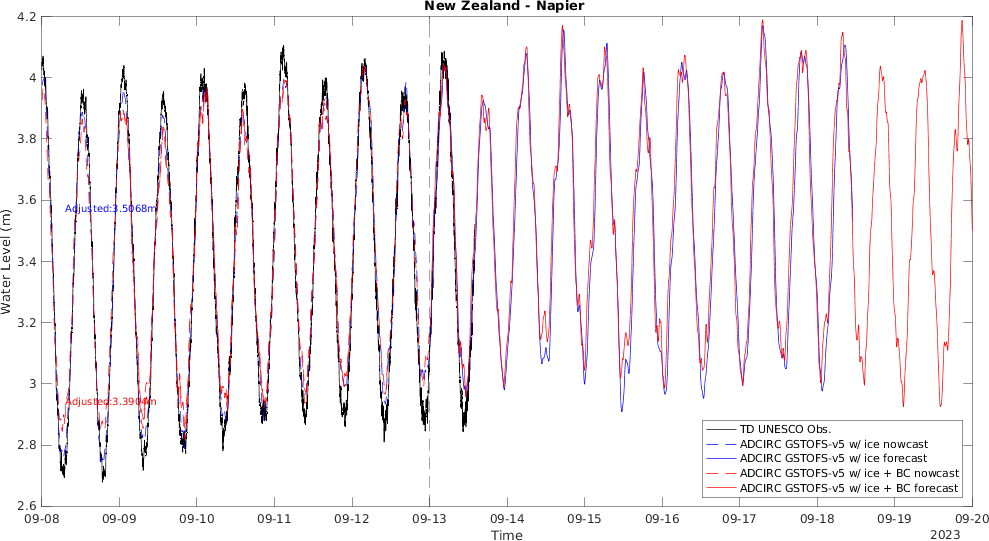 New Zealand - Napier
4.2
4
3.8
3.6
3.4
3.2
3
2.8
2.6
Water Level (m)
Adjusted:3.5068m
Adjusted:3.3904m
TD UNESCO Obs.
ADCIRC GSTOFS-v5 w/ ice nowcast
ADCIRC GSTOFS-v5 w/ ice forecast
ADCIRC GSTOFS-v5 w/ ice + BC nowcast
ADCIRC GSTOFS-v5 w/ ice + BC forecast
09-08 09-09 09-10 09-11 09-12 09-13 09-14 09-15 09-16 09-17 09-18 09-19 09-20
Time
2023